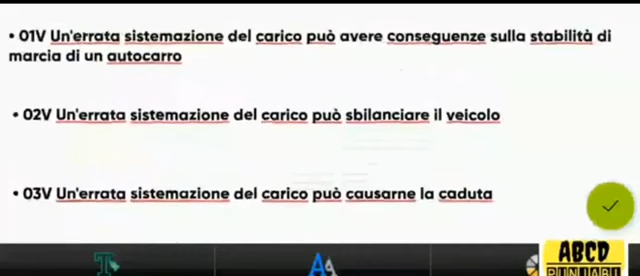 • 01V Un'errata sistemazione del carico può avere conseguenze sulla stabilità di
marcia di un autocarro
• 02V Un'errata sistemazione del carico può sbilanciare il veicolo
• 03V Un'errata sistemazione del carico può causarne la caduta
ABCD
PUNJABI